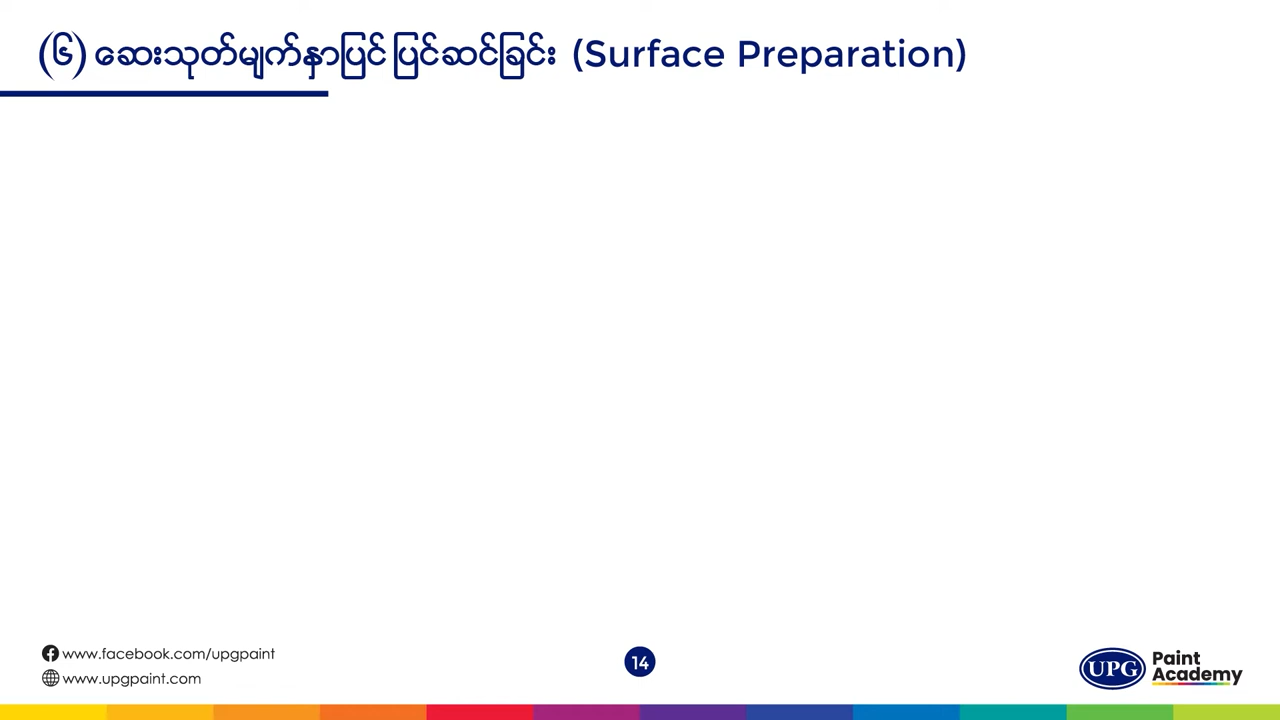 (၆) ဆေးသုတ်မျက်နှာပြင် ပြင်ဆင်ခြင်း (Surface Preparation)
www.facebook.com/upgpaint
www.upgpaint.com
14
UPG
Paint
Academy